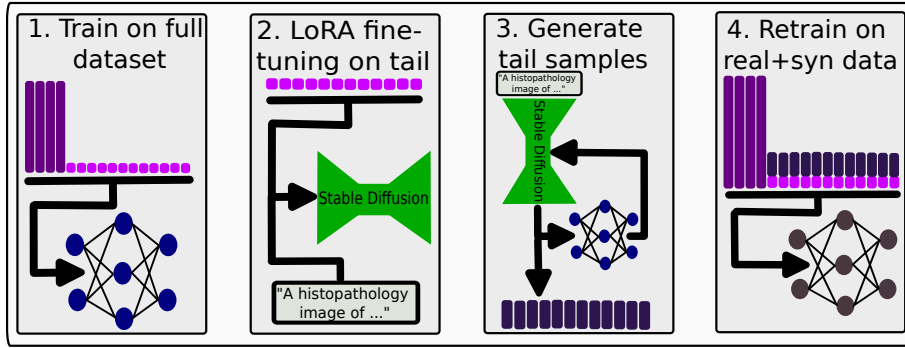 1. Train on full
dataset
2. LoRA fine-
tuning on tail
Stable Diffusion
"A histopathology
image of ..."
3. Generate
tail samples
"A histopathology
image of ..."
Stable Diffusion
4. Retrain on
real+syn data